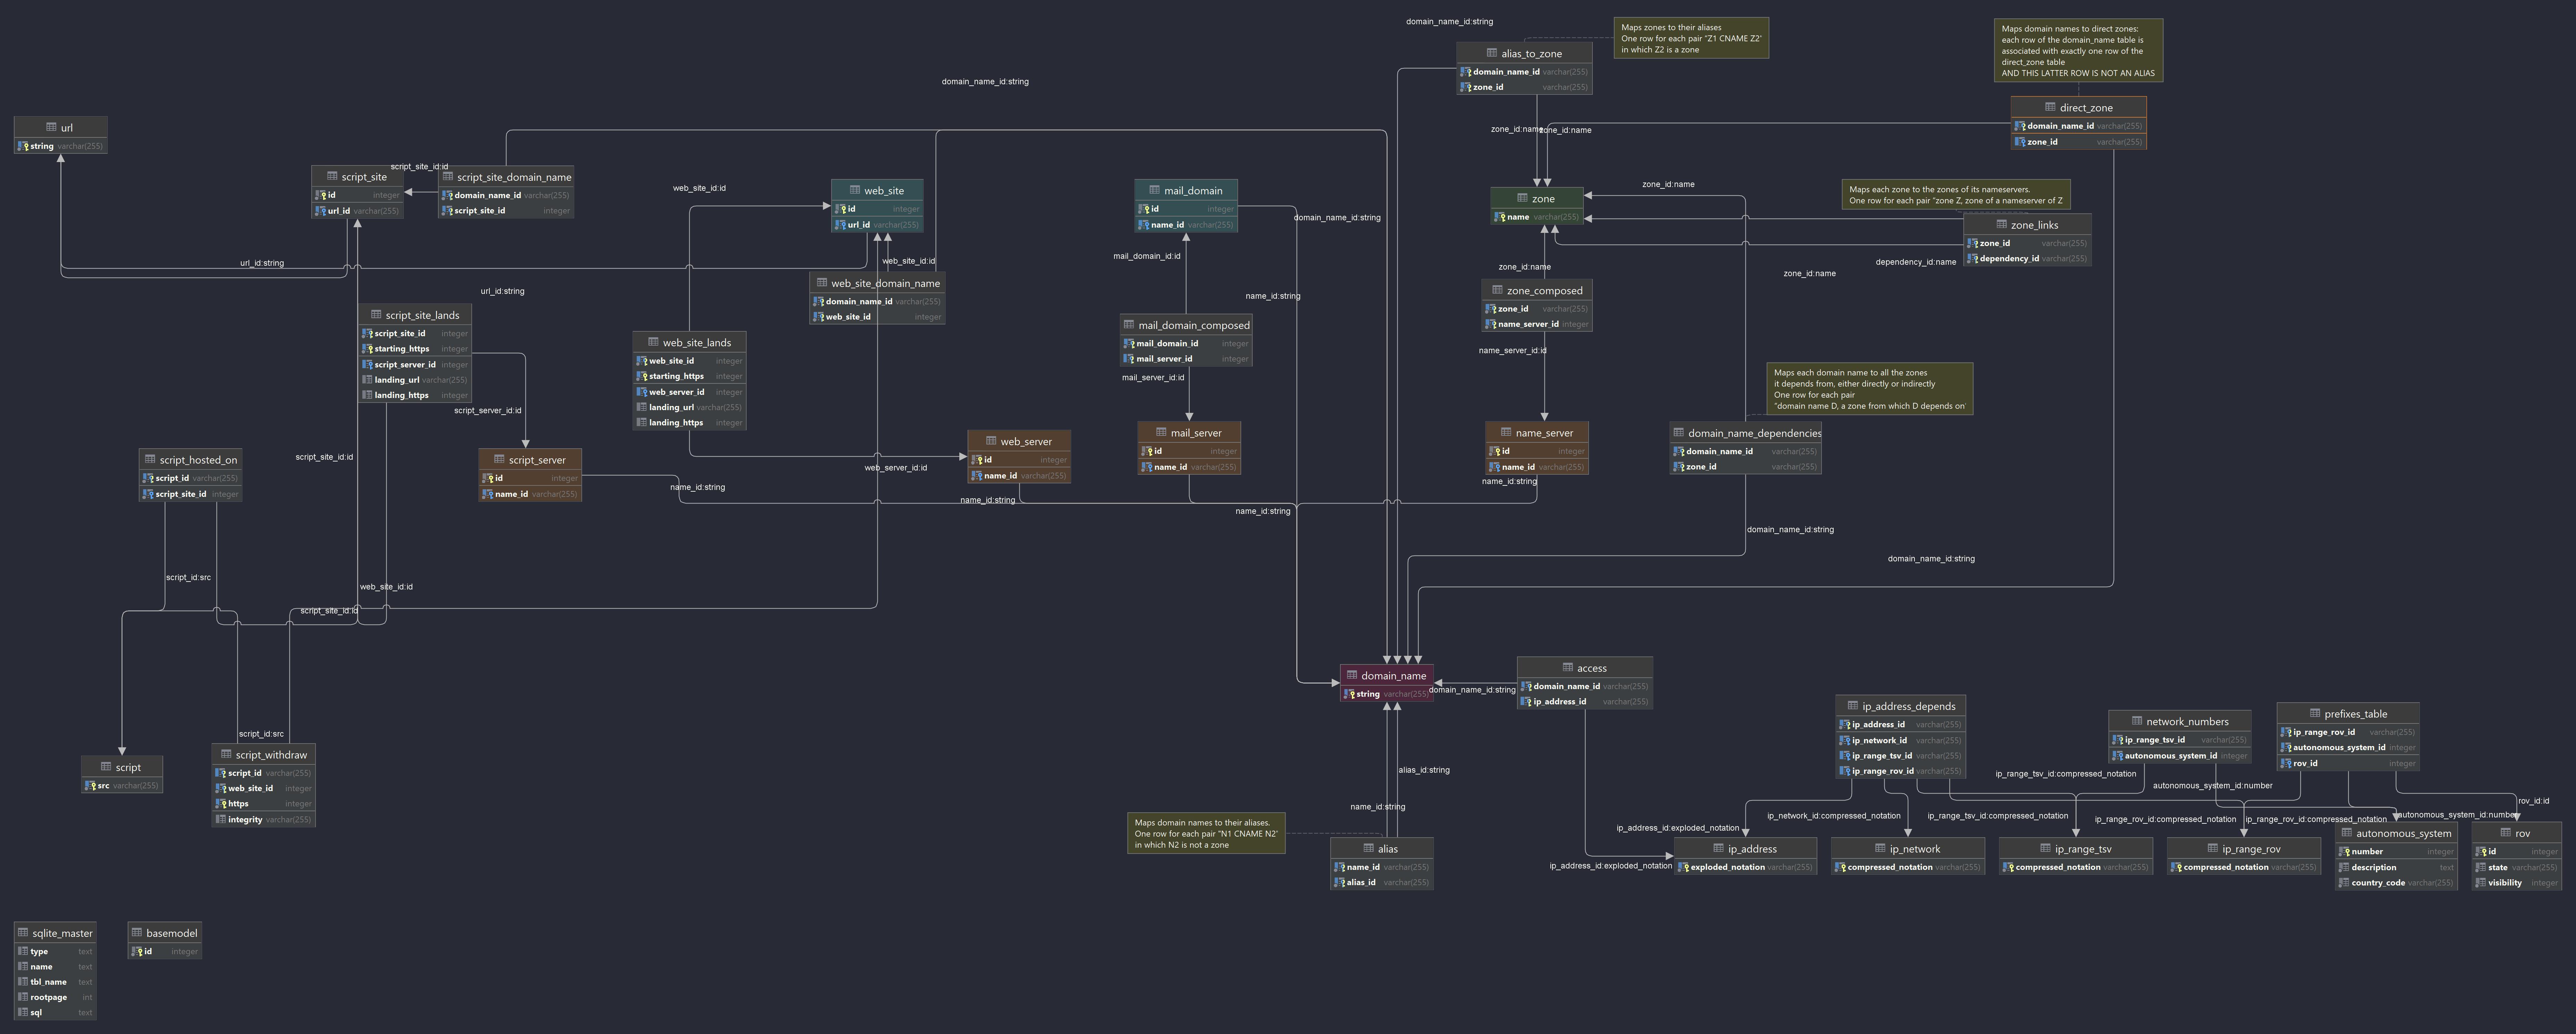 domain_name_id:string
Maps zones to their aliases
One row for each pair "Z1 CNAME Z2"
in which Z2 is a zone
Maps domain names to direct zones:
each row of the domain_name table is
associated with exactly one row of the
direct_zone table
AND THIS LATTER ROW IS NOT AN ALIAS
alias_to_zone
domain_name_id varchar(255)
zone_id varchar(255)
domain_name_id:string
direct_zone
domain_name_id varchar(255)
zone_id varchar(255)
url
string varchar(255)
zone_id:name
zone_id:name
script_site_id:id
script_site
id integer
url_id varchar(255)
script_site_domain_name
domain_name_id varchar(255)
script_site_id integer
web_site_id:id
web_site
id integer
url_id varchar(255)
mail_domain
id integer
name_id varchar(255)
domain_name_id:string
zone
name varchar(255)
zone_id:name
Maps each zone to the zones of its nameservers.
One row for each pair "zone Z, zone of a nameserver of Z
zone_links
zone_id varchar(255)
dependency_id varchar(255)
url_id:string
web_site_id:id
mail_domain_id:id
zone_id:name
dependency_id:name
zone_id:name
url_id:string
web_site_domain_name
domain_name_id varchar(255)
web_site_id integer
name_id:string
zone_composed
zone_id varchar(255)
name_server_id integer
script_site_lands
script_site_id integer
starting_https integer
script_server_id integer
landing_url varchar(255)
landing_https integer
web_site_lands
web_site_id integer
starting_https integer
web_server_id integer
landing_url varchar(255)
landing_https integer
mail_domain_composed
mail_domain_id integer
mail_server_id integer
name_server_id:id
mail_server_id:id
Maps each domain name to all the zones
it depends from, either directly or indirectly
One row for each pair
"domain name D, a zone from which D depends on
script_server_id:id
script_hosted_on
script_id varchar(255)
script_site_id integer
script_site_id:id
script_server
id integer
name_id varchar(255)
web_server_id:id
web_server
id integer
name_id varchar(255)
mail_server
id integer
name_id varchar(255)
name_server
id integer
name_id varchar(255)
domain_name_dependencies
domain_name_id varchar(255)
zone_id varchar(255)
name_id:string
name_id:string
name_id:string
name_id:string
domain_name_id:string
domain_name_id:string
script_id:src
web_site_id:id
script_site_id:id
domain_name
string varchar(255)
domain_name_id:string
access
domain_name_id varchar(255)
ip_address_id varchar(255)
script_id:src
script
src varchar(255)
script_withdraw
script_id varchar(255)
web_site_id integer
https integer
integrity varchar(255)
alias_id:string
name_id:string
ip_address_depends
ip_address_id varchar(255)
ip_network_id varchar(255)
ip_range_tsv_id varchar(255)
ip_range_rov_id varchar(255)
network_numbers
ip_range_tsv_id varchar(255)
autonomous_system_id integer
prefixes_table
ip_range_rov_id varchar(255)
autonomous_system_id integer
rov_id integer
ip_range_tsv_id:compressed_notation
autonomous_system_id:number
rov_id:id
Maps domain names to their aliases.
One row for each pair "N1 CNAME N2"
in which N2 is not a zone
ip_address_id:exploded_notation
ip_network_id:compressed_notation
ip_range_tsv_id:compressed_notation
ip_range_rov_id:compressed_notation
ip_range_rov_id:compressed_notation
autonomous_system_id:number
alias
name_id varchar(255)
alias_id varchar(255)
ip_address_id:exploded_notation
ip_address
exploded_notation varchar(255)
ip_network
compressed_notation varchar(255)
ip_range_tsv
compressed_notation varchar(255)
ip_range_rov
compressed_notation varchar(255)
autonomous_system
number integer
description text
country_code varchar(255)
rov
id integer
state varchar(255)
visibility integer
sqlite_master
type text
name text
tbl_name text
rootpage int
sql text
basemodel
id integer